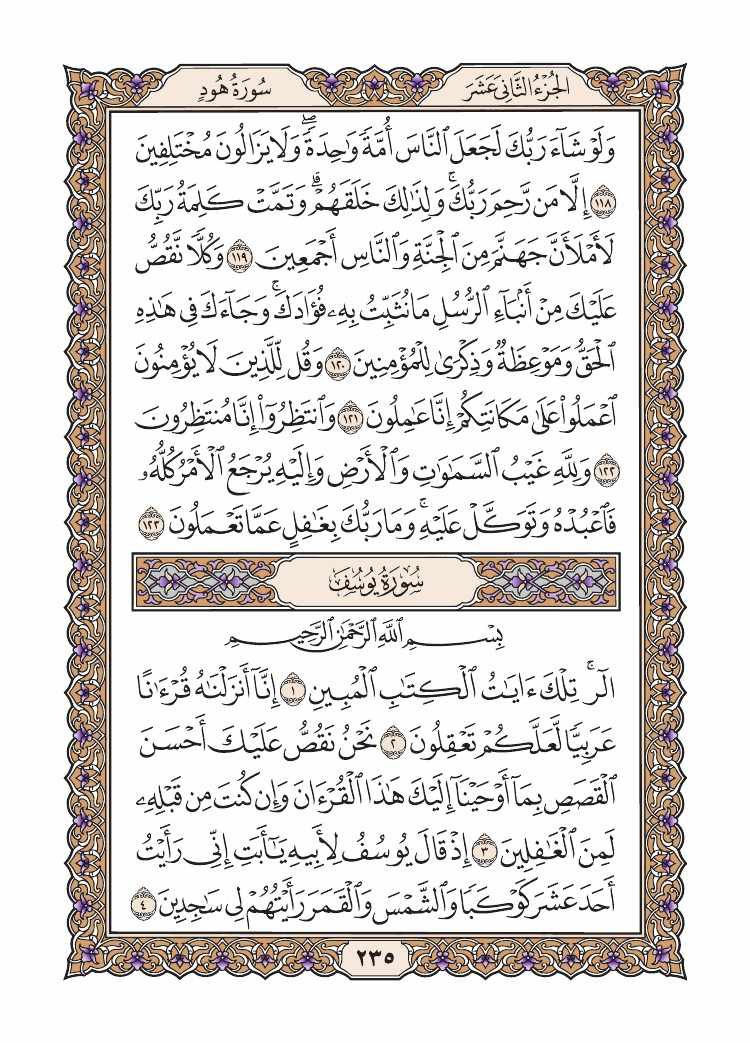 الجُزْءُ الثَّانِيَ عَشَرَ
سُورَةُ هُودٍ
وَلَوْ شَآءَ رَبُّكَ لَجَعَلَ ٱلنَّاسَ أُمَّةً وَٰحِدَةًۖ وَلَا يَزَالُونَ مُخْتَلِفِينَ
١١٨ إِلَّا مَن رَّحِمَ رَبُّكَۚ وَلِذَٰلِكَ خَلَقَهُمْۗ وَتَمَّتْ كَلِمَةُ رَبِّكَ
لَأَمْلَأَنَّ جَهَنَّمَ مِنَ ٱلْجِنَّةِ وَٱلنَّاسِ أَجْمَعِينَ ١١٩ وَكُلًّا نَّقُصُّ
عَلَيْكَ مِنْ أَنۢبَآءِ ٱلرُّسُلِ مَا نُثَبِّتُ بِهِۦ فُؤَادَكَۚ وَجَآءَكَ فِى هَٰذِهِ
ٱلْحَقُّ وَمَوْعِظَةٌ وَذِكْرَىٰ لِلْمُؤْمِنِينَ ١٢٠ وَقُل لِّلَّذِينَ لَا يُؤْمِنُونَ
ٱعْمَلُوا۟ عَلَىٰ مَكَانَتِكُمْ إِنَّا عَٰمِلُونَ ١٢١ وَٱنتَظِرُوٓا۟ إِنَّا مُنتَظِرُونَ
١٢٢ وَلِلَّهِ غَيْبُ ٱلسَّمَٰوَٰتِ وَٱلْأَرْضِ وَإِلَيْهِ يُرْجَعُ ٱلْأَمْرُ كُلُّهُۥ
فَٱعْبُدْهُ وَتَوَكَّلْ عَلَيْهِۚ وَمَا رَبُّكَ بِغَٰفِلٍ عَمَّا تَعْمَلُونَ ١٢٣
سُورَةُ يُوسُفَ
بِسْمِ ٱللَّهِ ٱلرَّحْمَٰنِ ٱلرَّحِيمِ
الٓرۚ تِلْكَ ءَايَٰتُ ٱلْكِتَٰبِ ٱلْمُبِينِ ١ إِنَّآ أَنزَلْنَٰهُ قُرْءَٰنًا
عَرَبِيًّا لَّعَلَّكُمْ تَعْقِلُونَ ٢ نَحْنُ نَقُصُّ عَلَيْكَ أَحْسَنَ
ٱلْقَصَصِ بِمَآ أَوْحَيْنَآ إِلَيْكَ هَٰذَا ٱلْقُرْءَانَ وَإِن كُنتَ مِن قَبْلِهِۦ
لَمِنَ ٱلْغَٰفِلِينَ ٣ إِذْ قَالَ يُوسُفُ لِأَبِيهِ يَٰٓأَبَتِ إِنِّى رَأَيْتُ
أَحَدَ عَشَرَ كَوْكَبًا وَٱلشَّمْسَ وَٱلْقَمَرَ رَأَيْتُهُمْ لِى سَٰجِدِينَ ٤
٢٣٥